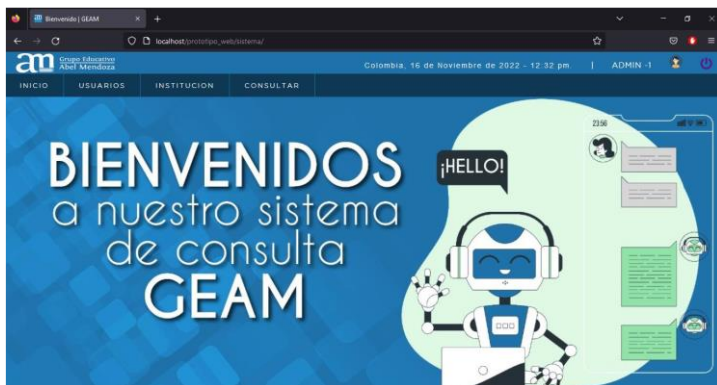 Bienvenido | GEAM
localhost/prototipo_web/sistema/
am Grupo Educativo
Abel Mendoza
Colombia, 16 de Noviembre de 2022 - 12:32 pm | ADMIN -1
INICIO USUARIOS INSTITUCION CONSULTAR
BIENVENIDOS
a nuestro sistema
de consulta
GEAM
¡HELLO!
23:56